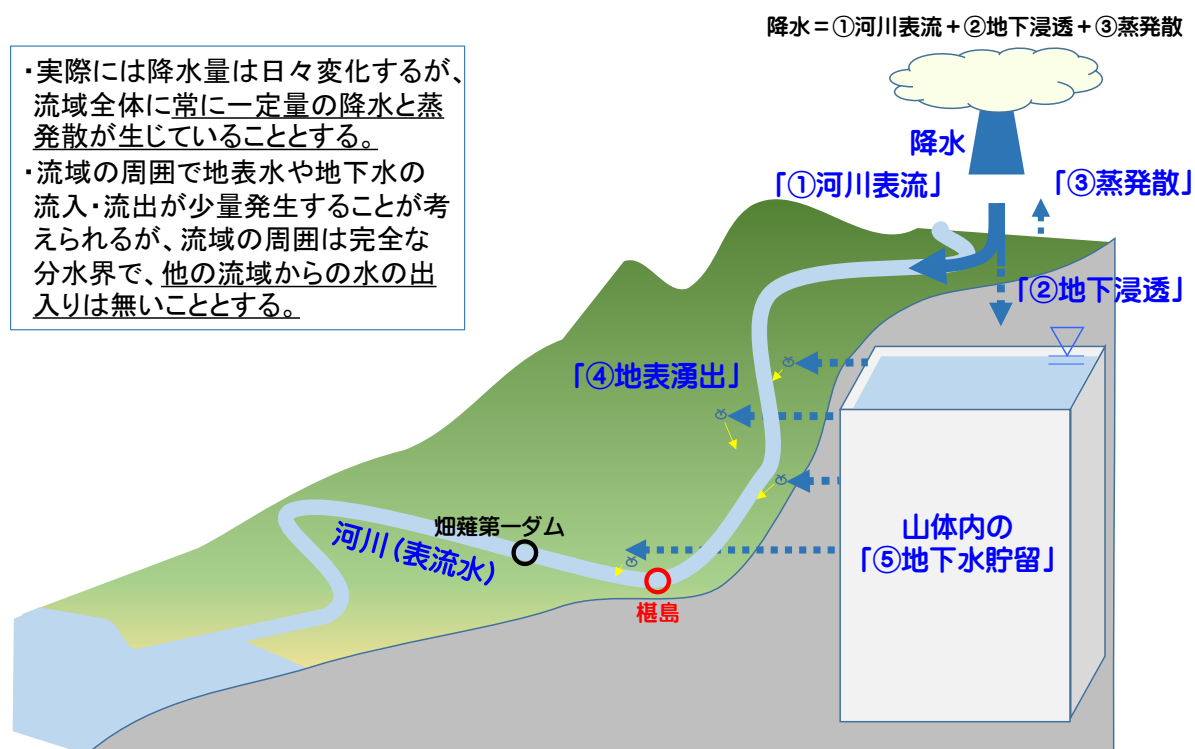 降水＝①河川表流＋②地下浸透＋③蒸発散
・実際には降水量は日々変化するが、
流域全体に常に一定量の降水と蒸
発散が生じていることとする。
・流域の周囲で地表水や地下水の
流入・流出が少量発生することが考
えられるが、流域の周囲は完全な
分水界で、他の流域からの水の出
入りは無いこととする。
降水
「①河川表流」
「③蒸発散」
「②地下浸透」
「④地表湧出」
山体内の
「⑤地下水貯留」
畑薙第一ダム
河川（表流水）
椹島